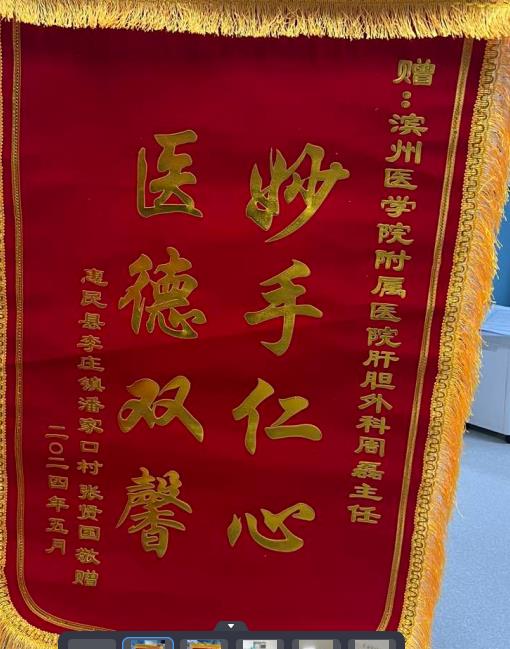 赠：滨州医学院附属医院肝胆外科周磊主任
妙手仁心
医德双馨
惠民县李庄镇潘家口村 张贤国敬赠
二〇二四年五月